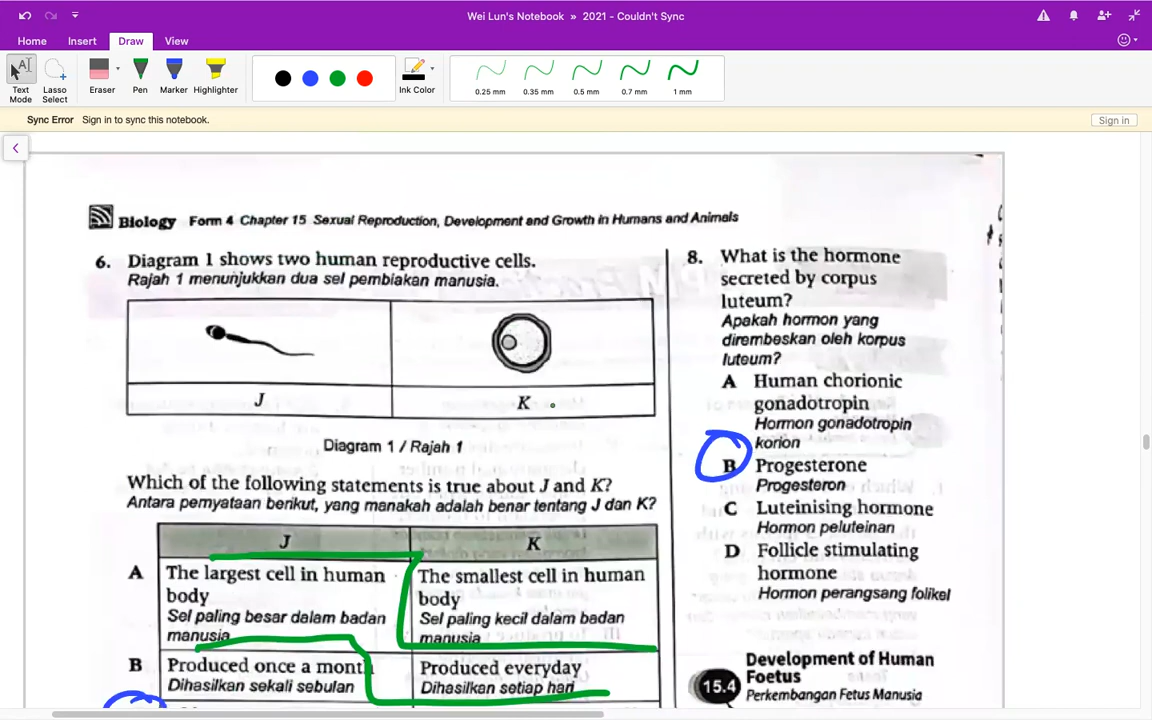 Wei Lun's Notebook » 2021 - Couldn't Sync
Home Insert Draw View
Text Mode
Lasso Select
Eraser
Pen
Marker
Highlighter
Ink Color
0.25 mm 0.35 mm 0.5 mm 0.7 mm 1 mm
Sync Error Sign in to sync this notebook.
Sign in
Biology Form 4 Chapter 15 Sexual Reproduction, Development and Growth in Humans and Animals
6. Diagram 1 shows two human reproductive cells.
Rajah 1 menunjukkan dua sel pembiakan manusia.
J K
Diagram 1 / Rajah 1
Which of the following statements is true about J and K?
Antara pernyataan berikut, yang manakah adalah benar tentang J dan K?
J K
A The largest cell in human
body
Sel paling besar dalam badan
manusia
The smallest cell in human
body
Sel paling kecil dalam badan
manusia
B Produced once a month
Dihasilkan sekali sebulan
Produced everyday
Dihasilkan setiap hari
8. What is the hormone
secreted by corpus
luteum?
Apakah hormon yang
dirembeskan oleh korpus
luteum?
A Human chorionic
gonadotropin
Hormon gonadotropin
korion
B Progesterone
Progesteron
C Luteinising hormone
Hormon peluteinan
D Follicle stimulating
hormone
Hormon perangsang folikel
15.4
Development of Human
Foetus
Perkembangan Fetus Manusia